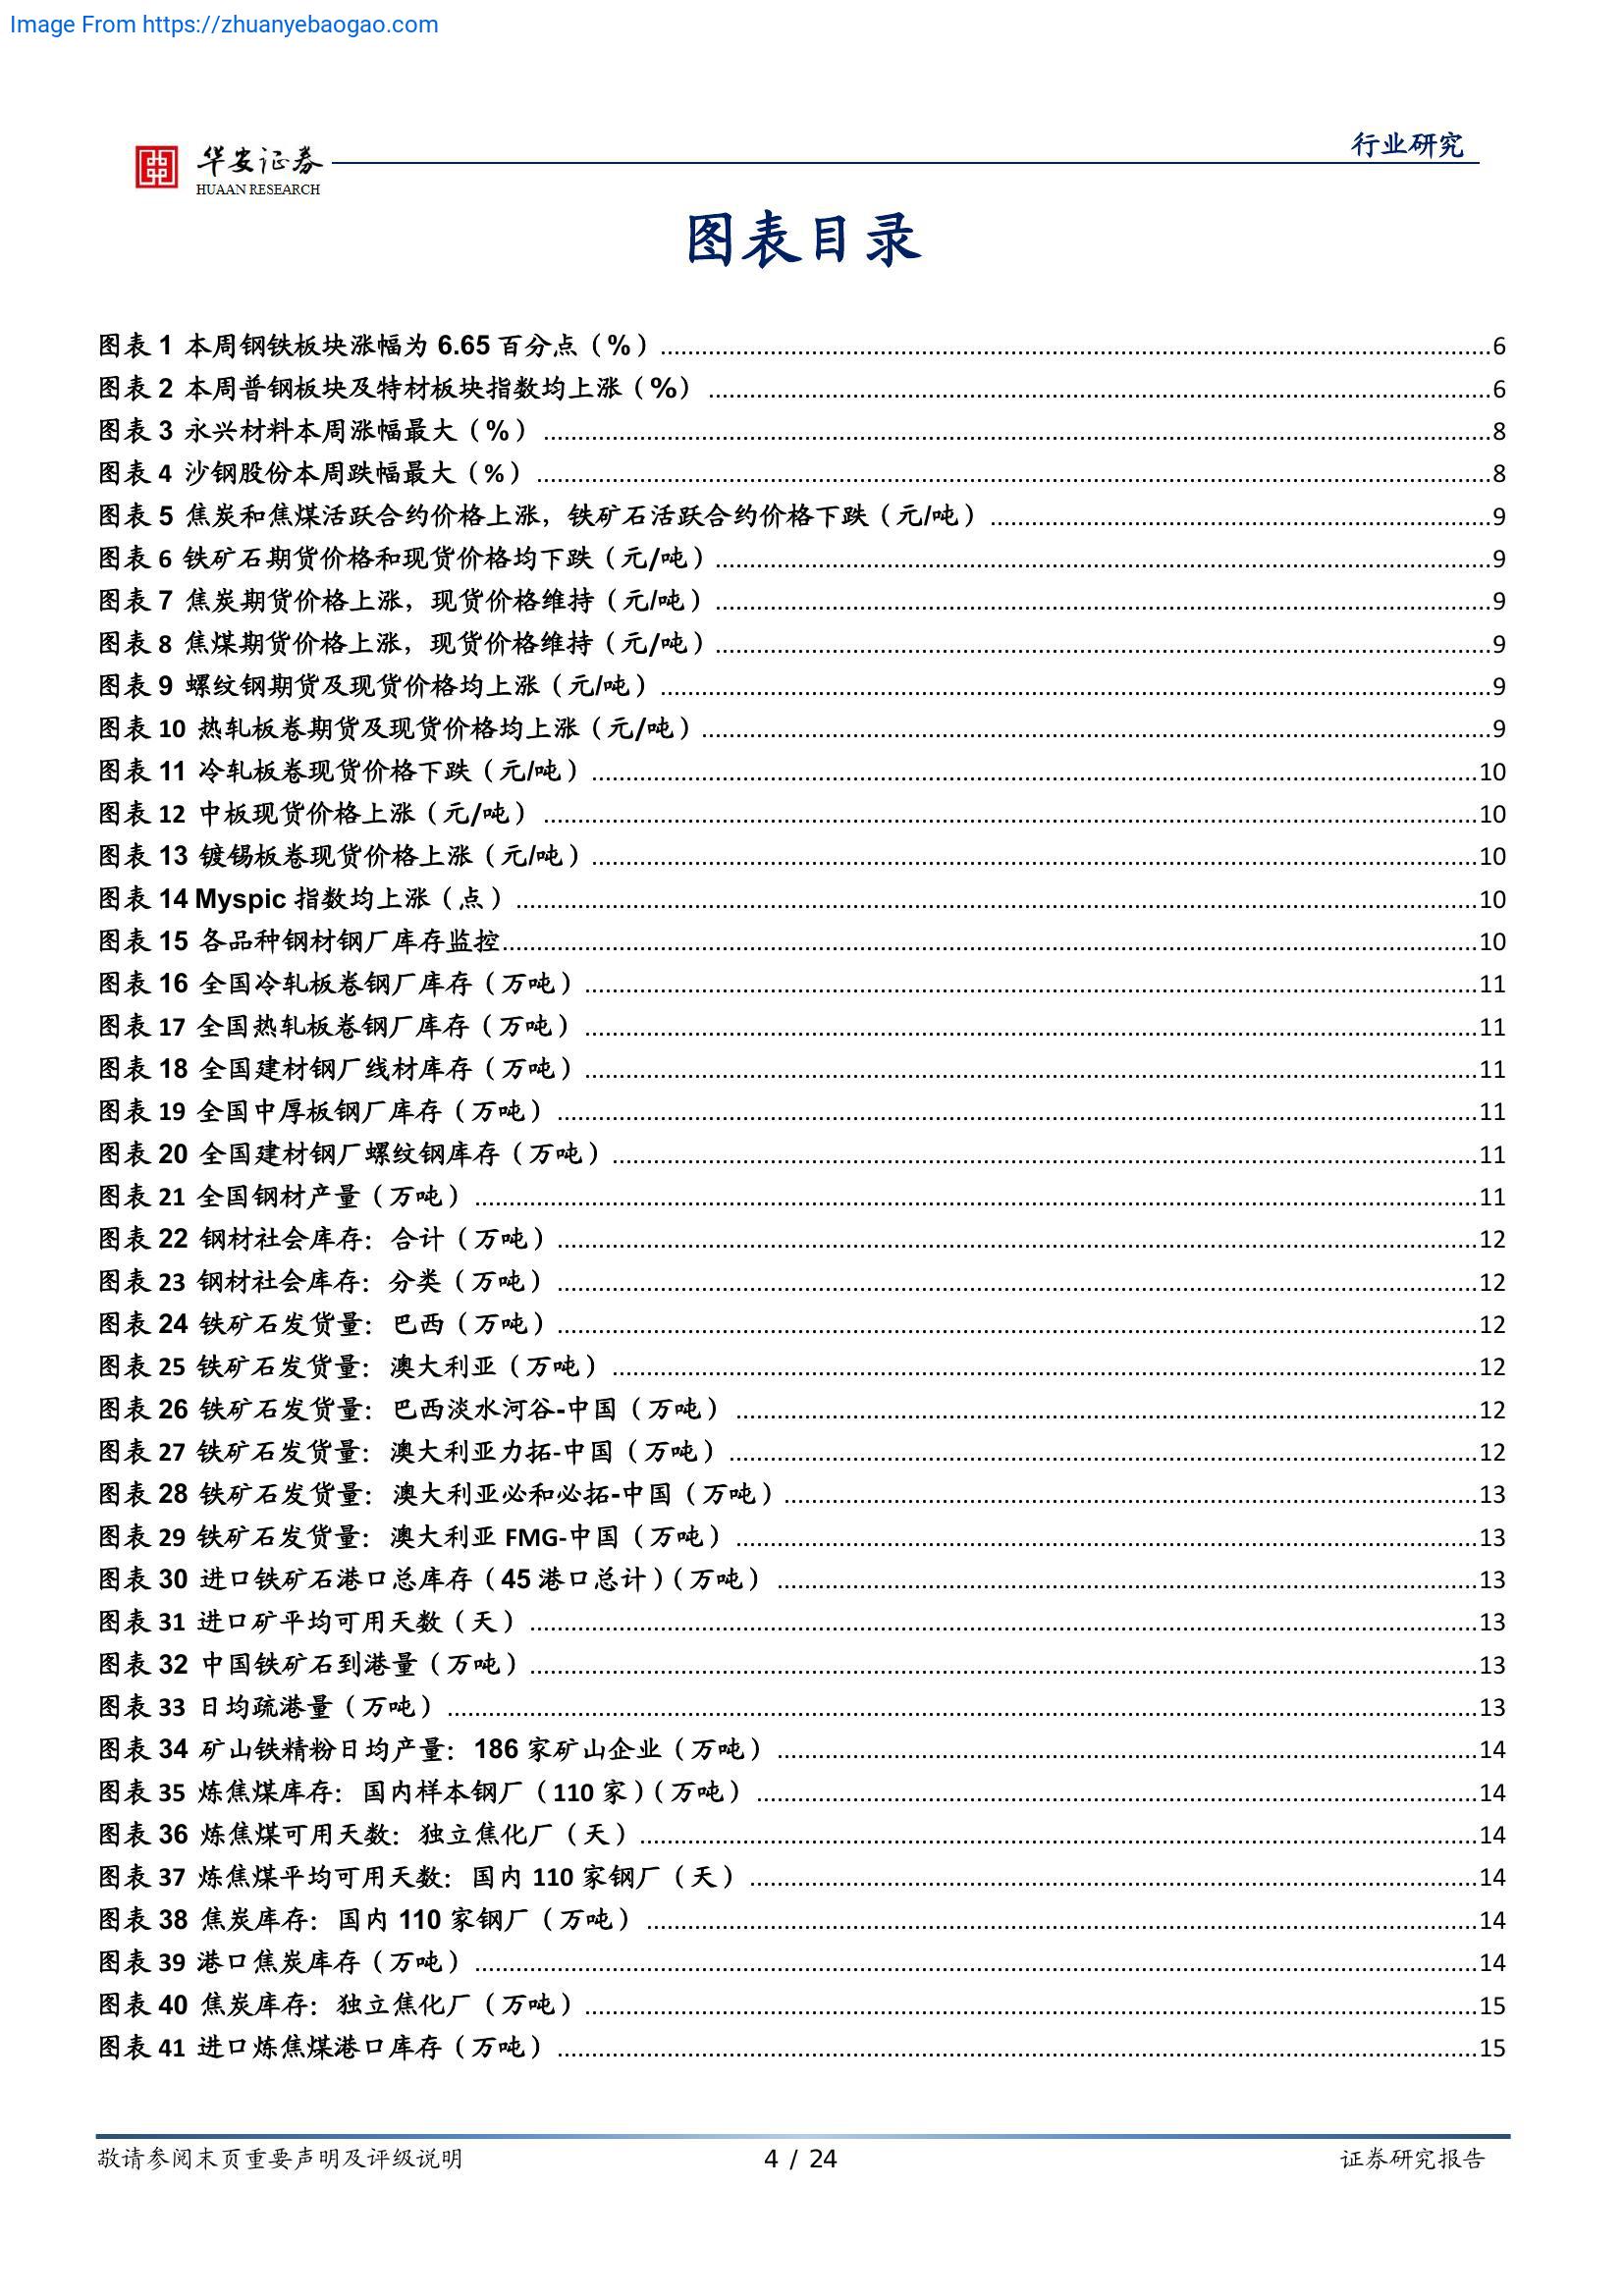 Image From https://zhuanyebaogao.com
行业研究
华安证券
HUAAN RESEARCH
图表目录
图表 1 本周钢铁板块涨幅为 6.65 百分点（%）6
图表 2 本周普钢板块及特材板块指数均上涨（%）6
图表 3 永兴材料本周涨幅最大（%）8
图表 4 沙钢股份本周跌幅最大（%）8
图表 5 焦炭和焦煤活跃合约价格上涨，铁矿石活跃合约价格下跌（元/吨）9
图表 6 铁矿石期货价格和现货价格均下跌（元/吨）9
图表 7 焦炭期货价格上涨，现货价格维持（元/吨）9
图表 8 焦煤期货价格上涨，现货价格维持（元/吨）9
图表 9 螺纹钢期货及现货价格均上涨（元/吨）9
图表 10 热轧板卷期货及现货价格均上涨（元/吨）9
图表 11 冷轧板卷现货价格下跌（元/吨）10
图表 12 中板现货价格上涨（元/吨）10
图表 13 镀锡板卷现货价格上涨（元/吨）10
图表 14 Myspic 指数均上涨（点）10
图表 15 各品种钢材钢厂库存监控10
图表 16 全国冷轧板卷钢厂库存（万吨）11
图表 17 全国热轧板卷钢厂库存（万吨）11
图表 18 全国建材钢厂线材库存（万吨）11
图表 19 全国中厚板钢厂库存（万吨）11
图表 20 全国建材钢厂螺纹钢库存（万吨）11
图表 21 全国钢材产量（万吨）11
图表 22 钢材社会库存：合计（万吨）12
图表 23 钢材社会库存：分类（万吨）12
图表 24 铁矿石发货量：巴西（万吨）12
图表 25 铁矿石发货量：澳大利亚（万吨）12
图表 26 铁矿石发货量：巴西淡水河谷-中国（万吨）12
图表 27 铁矿石发货量：澳大利亚力拓-中国（万吨）12
图表 28 铁矿石发货量：澳大利亚必和必拓-中国（万吨）13
图表 29 铁矿石发货量：澳大利亚 FMG-中国（万吨）13
图表 30 进口铁矿石港口总库存（45 港口总计）（万吨）13
图表 31 进口矿平均可用天数（天）13
图表 32 中国铁矿石到港量（万吨）13
图表 33 日均疏港量（万吨）13
图表 34 矿山铁精粉日均产量：186 家矿山企业（万吨）14
图表 35 炼焦煤库存：国内样本钢厂（110 家）（万吨）14
图表 36 炼焦煤可用天数：独立焦化厂（天）14
图表 37 炼焦煤平均可用天数：国内 110 家钢厂（天）14
图表 38 焦炭库存：国内 110 家钢厂（万吨）14
图表 39 港口焦炭库存（万吨）14
图表 40 焦炭库存：独立焦化厂（万吨）15
图表 41 进口炼焦煤港口库存（万吨）15
敬请参阅末页重要声明及评级说明 4 / 24 证券研究报告